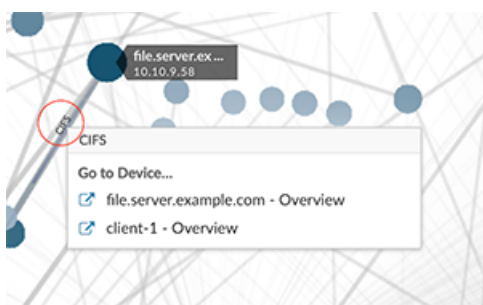 file.server.ex ...
10.10.9.58
CIFS
CIFS
Go to Device...
file.server.example.com - Overview
client-1 - Overview